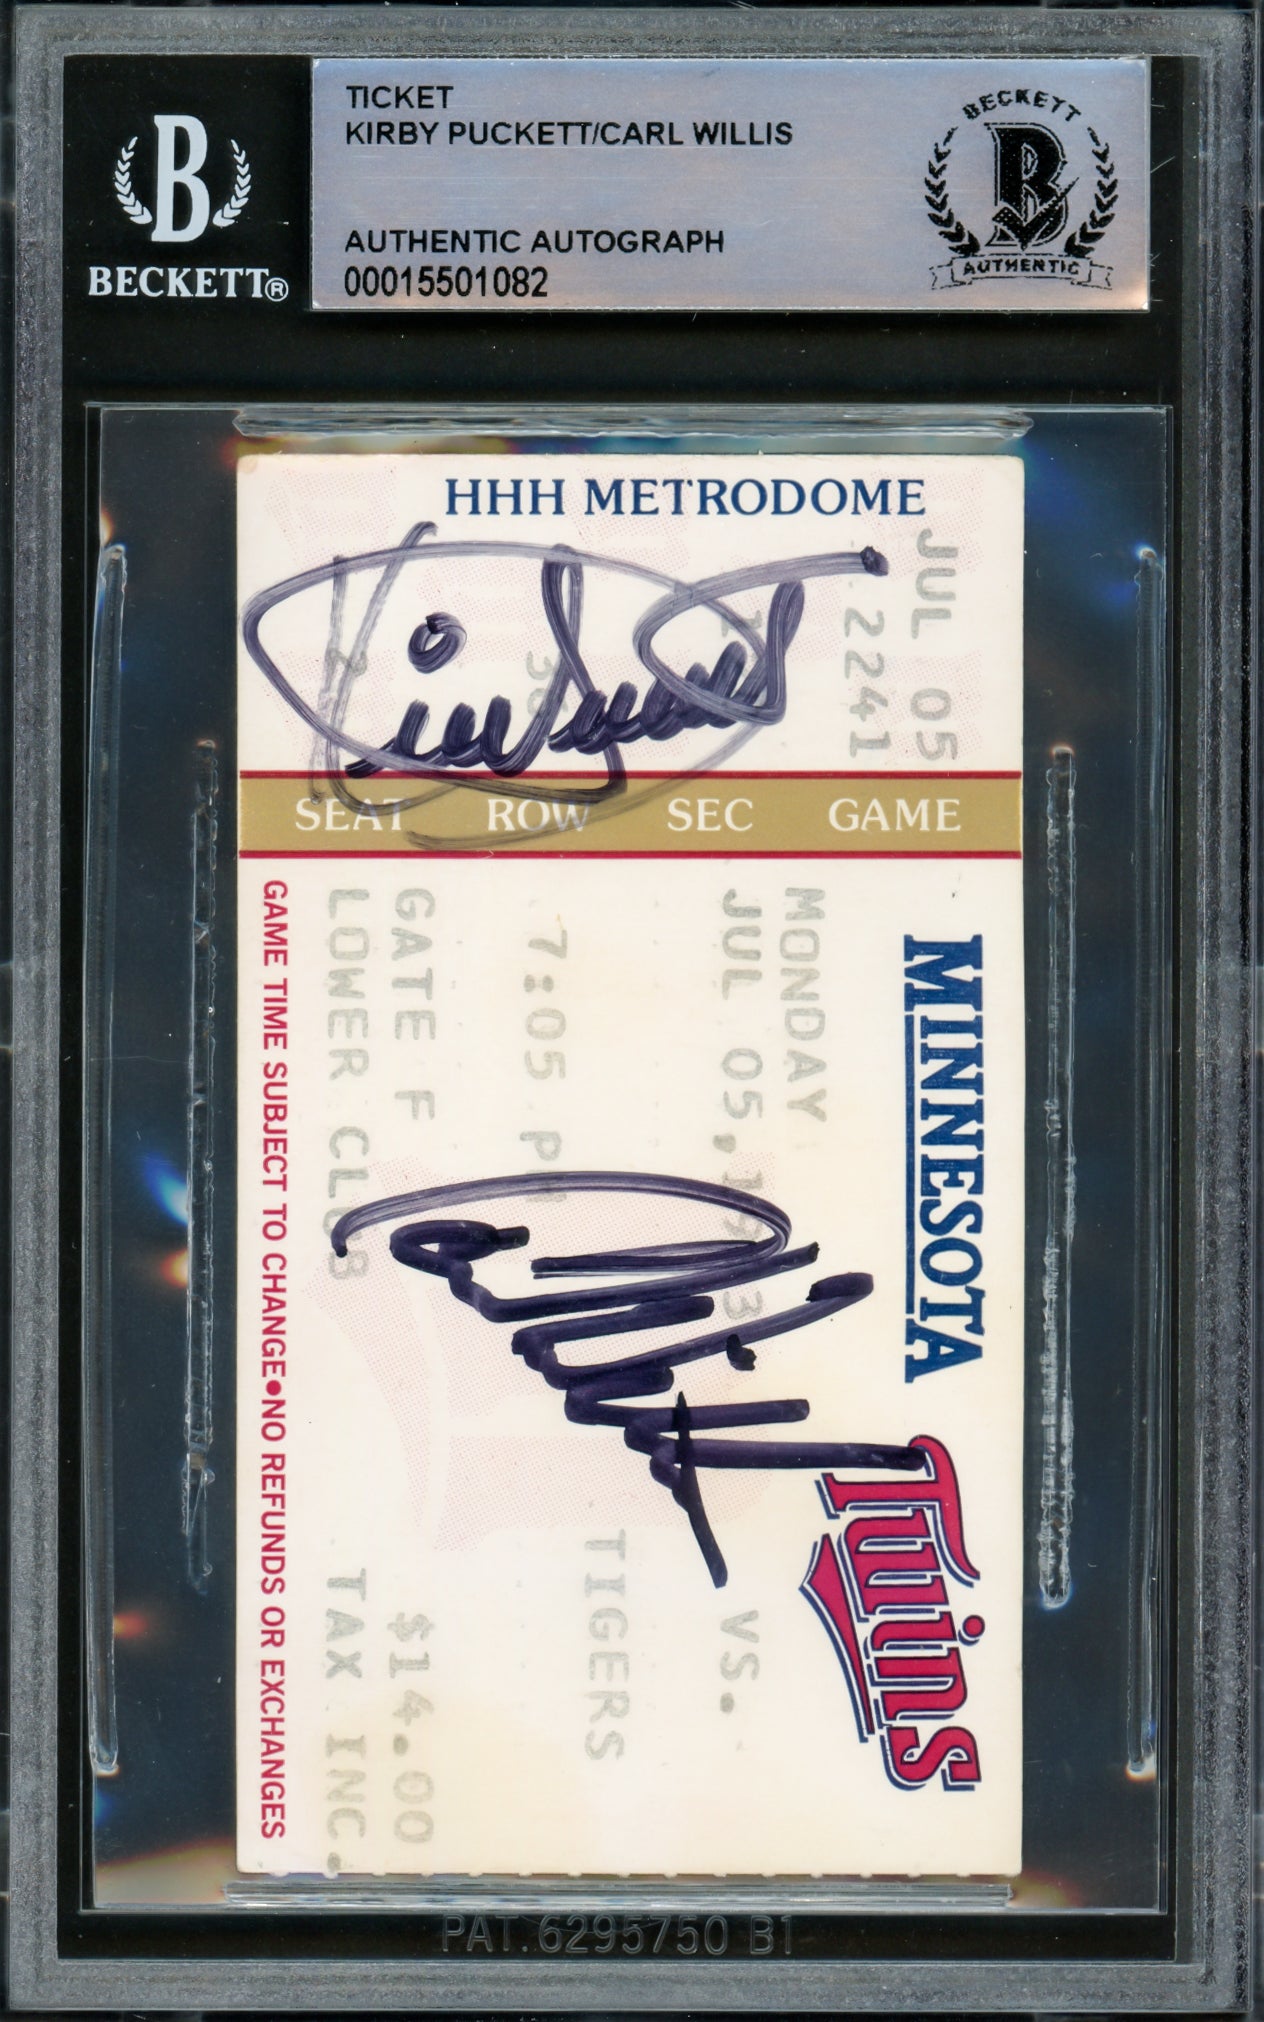 TICKET
KIRBY PUCKETT/CARL WILLIS
AUTHENTIC AUTOGRAPH
00015501082
B
BECKETT®
BECKETT
B
AUTHENTIC
HHH METRODOME
JUL 05
2241
SEAT ROW SEC GAME
MINNESOTA
Twins
MONDAY
JUL 05, VS.
TIGERS
7:05 PM
GATE F $14.00
LOWER CLUB TAX INC.
GAME TIME SUBJECT TO CHANGE•NO REFUNDS OR EXCHANGES
PAT.6295750 B1